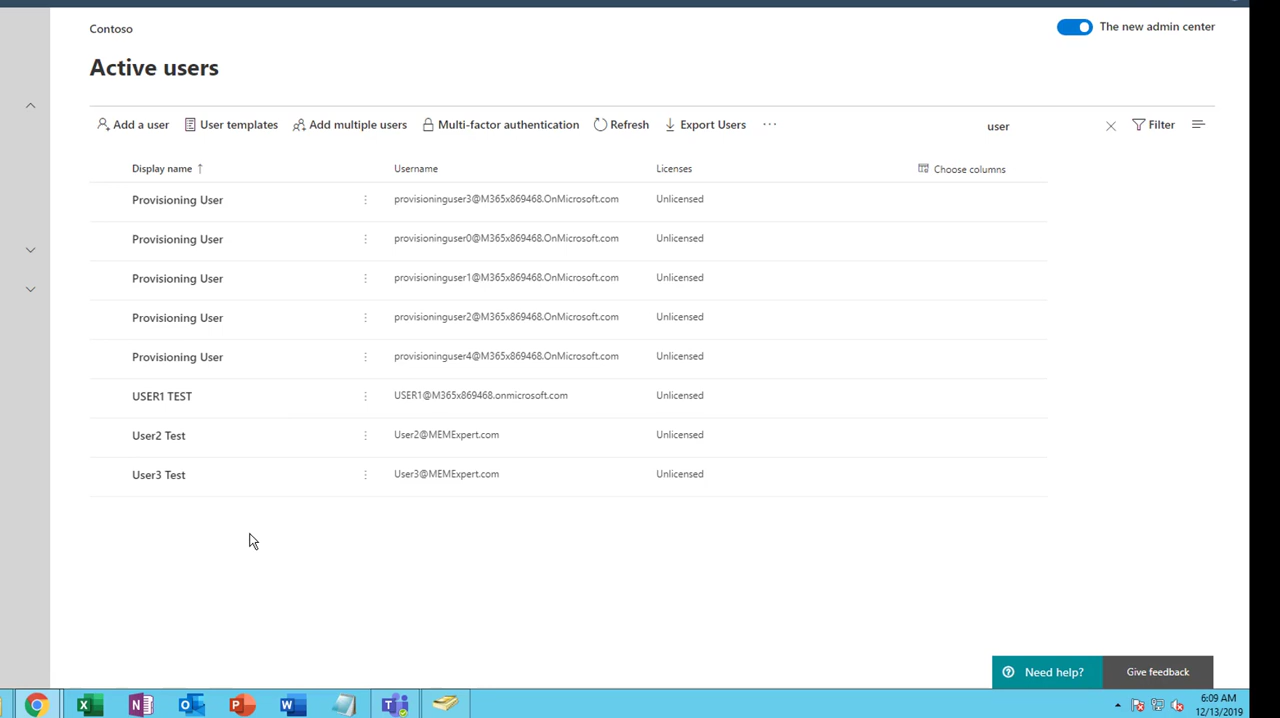 Contoso
The new admin center
Active users
Add a user User templates Add multiple users Multi-factor authentication Refresh Export Users ... user Filter
Display name ↑ Username Licenses Choose columns
Provisioning User provisioninguser3@M365x869468.OnMicrosoft.com Unlicensed
Provisioning User provisioninguser0@M365x869468.OnMicrosoft.com Unlicensed
Provisioning User provisioninguser1@M365x869468.OnMicrosoft.com Unlicensed
Provisioning User provisioninguser2@M365x869468.OnMicrosoft.com Unlicensed
Provisioning User provisioninguser4@M365x869468.OnMicrosoft.com Unlicensed
USER1 TEST USER1@M365x869468.onmicrosoft.com Unlicensed
User2 Test User2@MEMExpert.com Unlicensed
User3 Test User3@MEMExpert.com Unlicensed
Need help? Give feedback
6:09 AM
12/13/2019